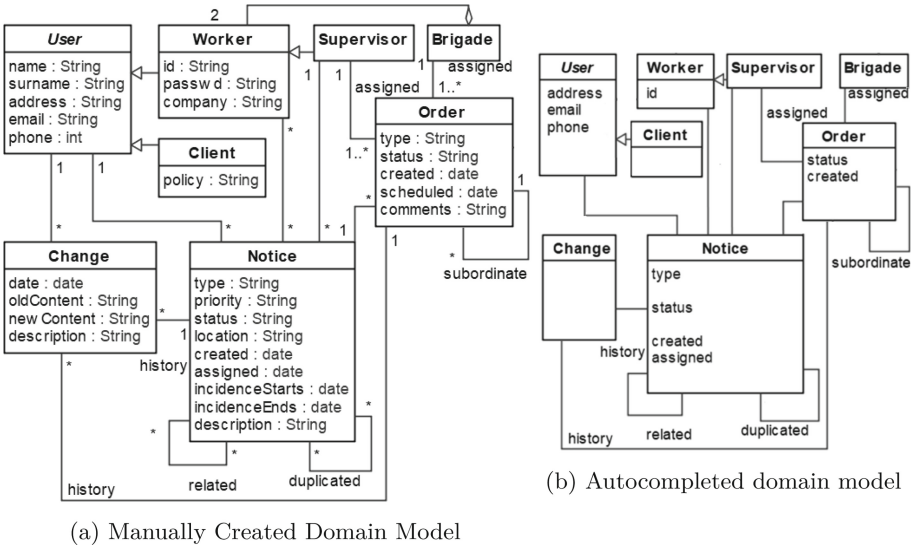 2
User
name : String
surname : String
address : String
email : String
phone : int
Worker
id : String
passwd : String
company : String
Supervisor
Brigade
1
1
1
assigned
assigned
1..*
Order
type : String
status : String
created : date
scheduled : date
comments : String
1..*
1
Client
policy : String
1
1
*
*
*
*
*
*
1
1
*
subordinate
Change
date : date
oldContent : String
newContent : String
description : String
*
1
history
*
Notice
type : String
priority : String
status : String
location : String
created : date
assigned : date
incidenceStarts : date
incidenceEnds : date
description : String
*
*
*
*
related
duplicated
history
(a) Manually Created Domain Model
User
address
email
phone
Worker
id
Supervisor
Brigade
assigned
assigned
Client
Order
status
created
subordinate
Change
Notice
type
status
created
assigned
history
related
duplicated
history
(b) Autocompleted domain model